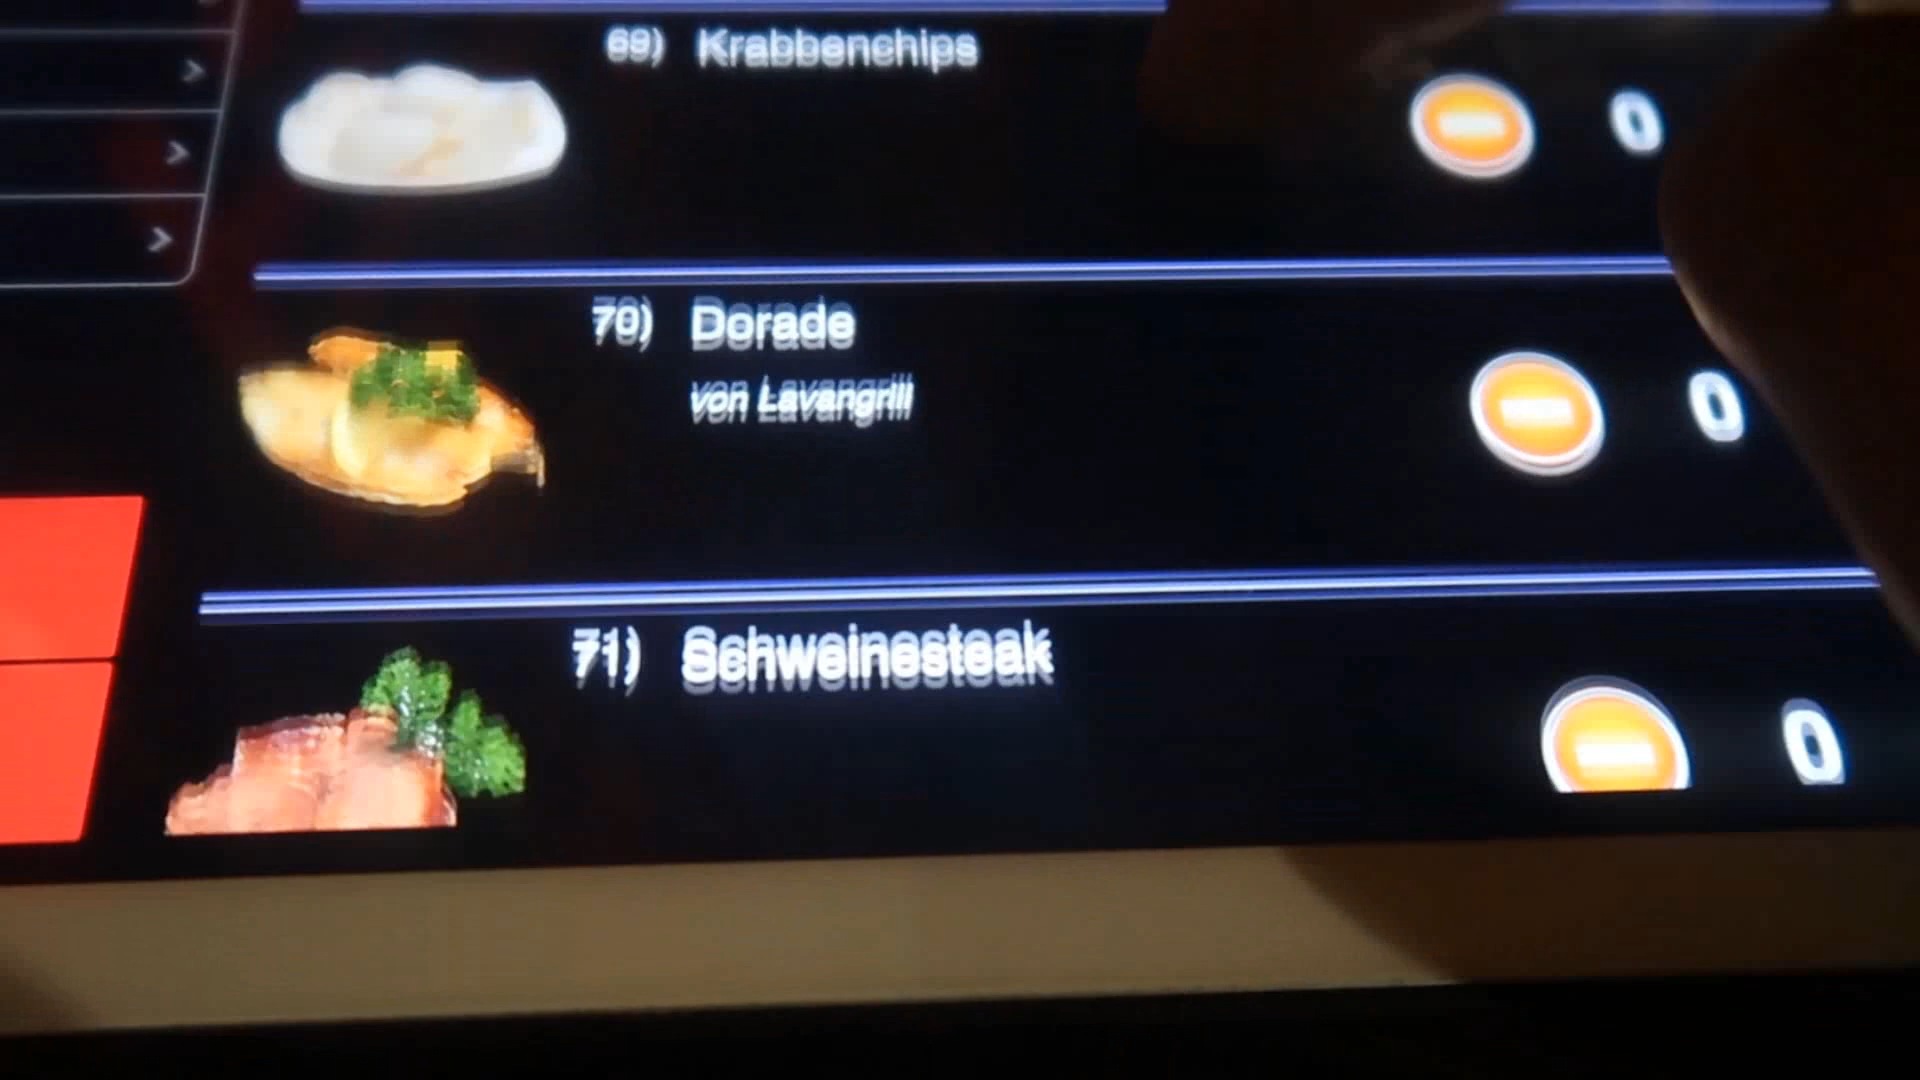 69) Krabbenchips
0
70) Dorade
von Lavangrill
0
71) Schweinesteak
0